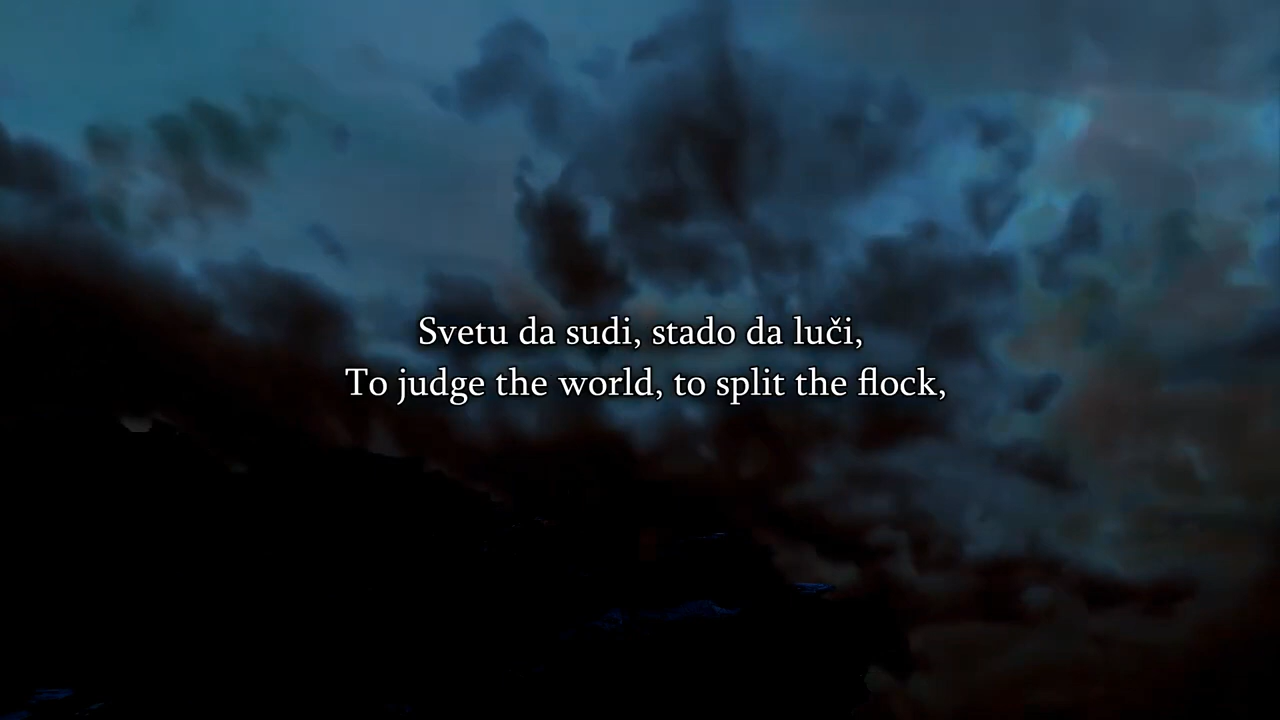 Svetu da sudi, stado da luči,
To judge the world, to split the flock,